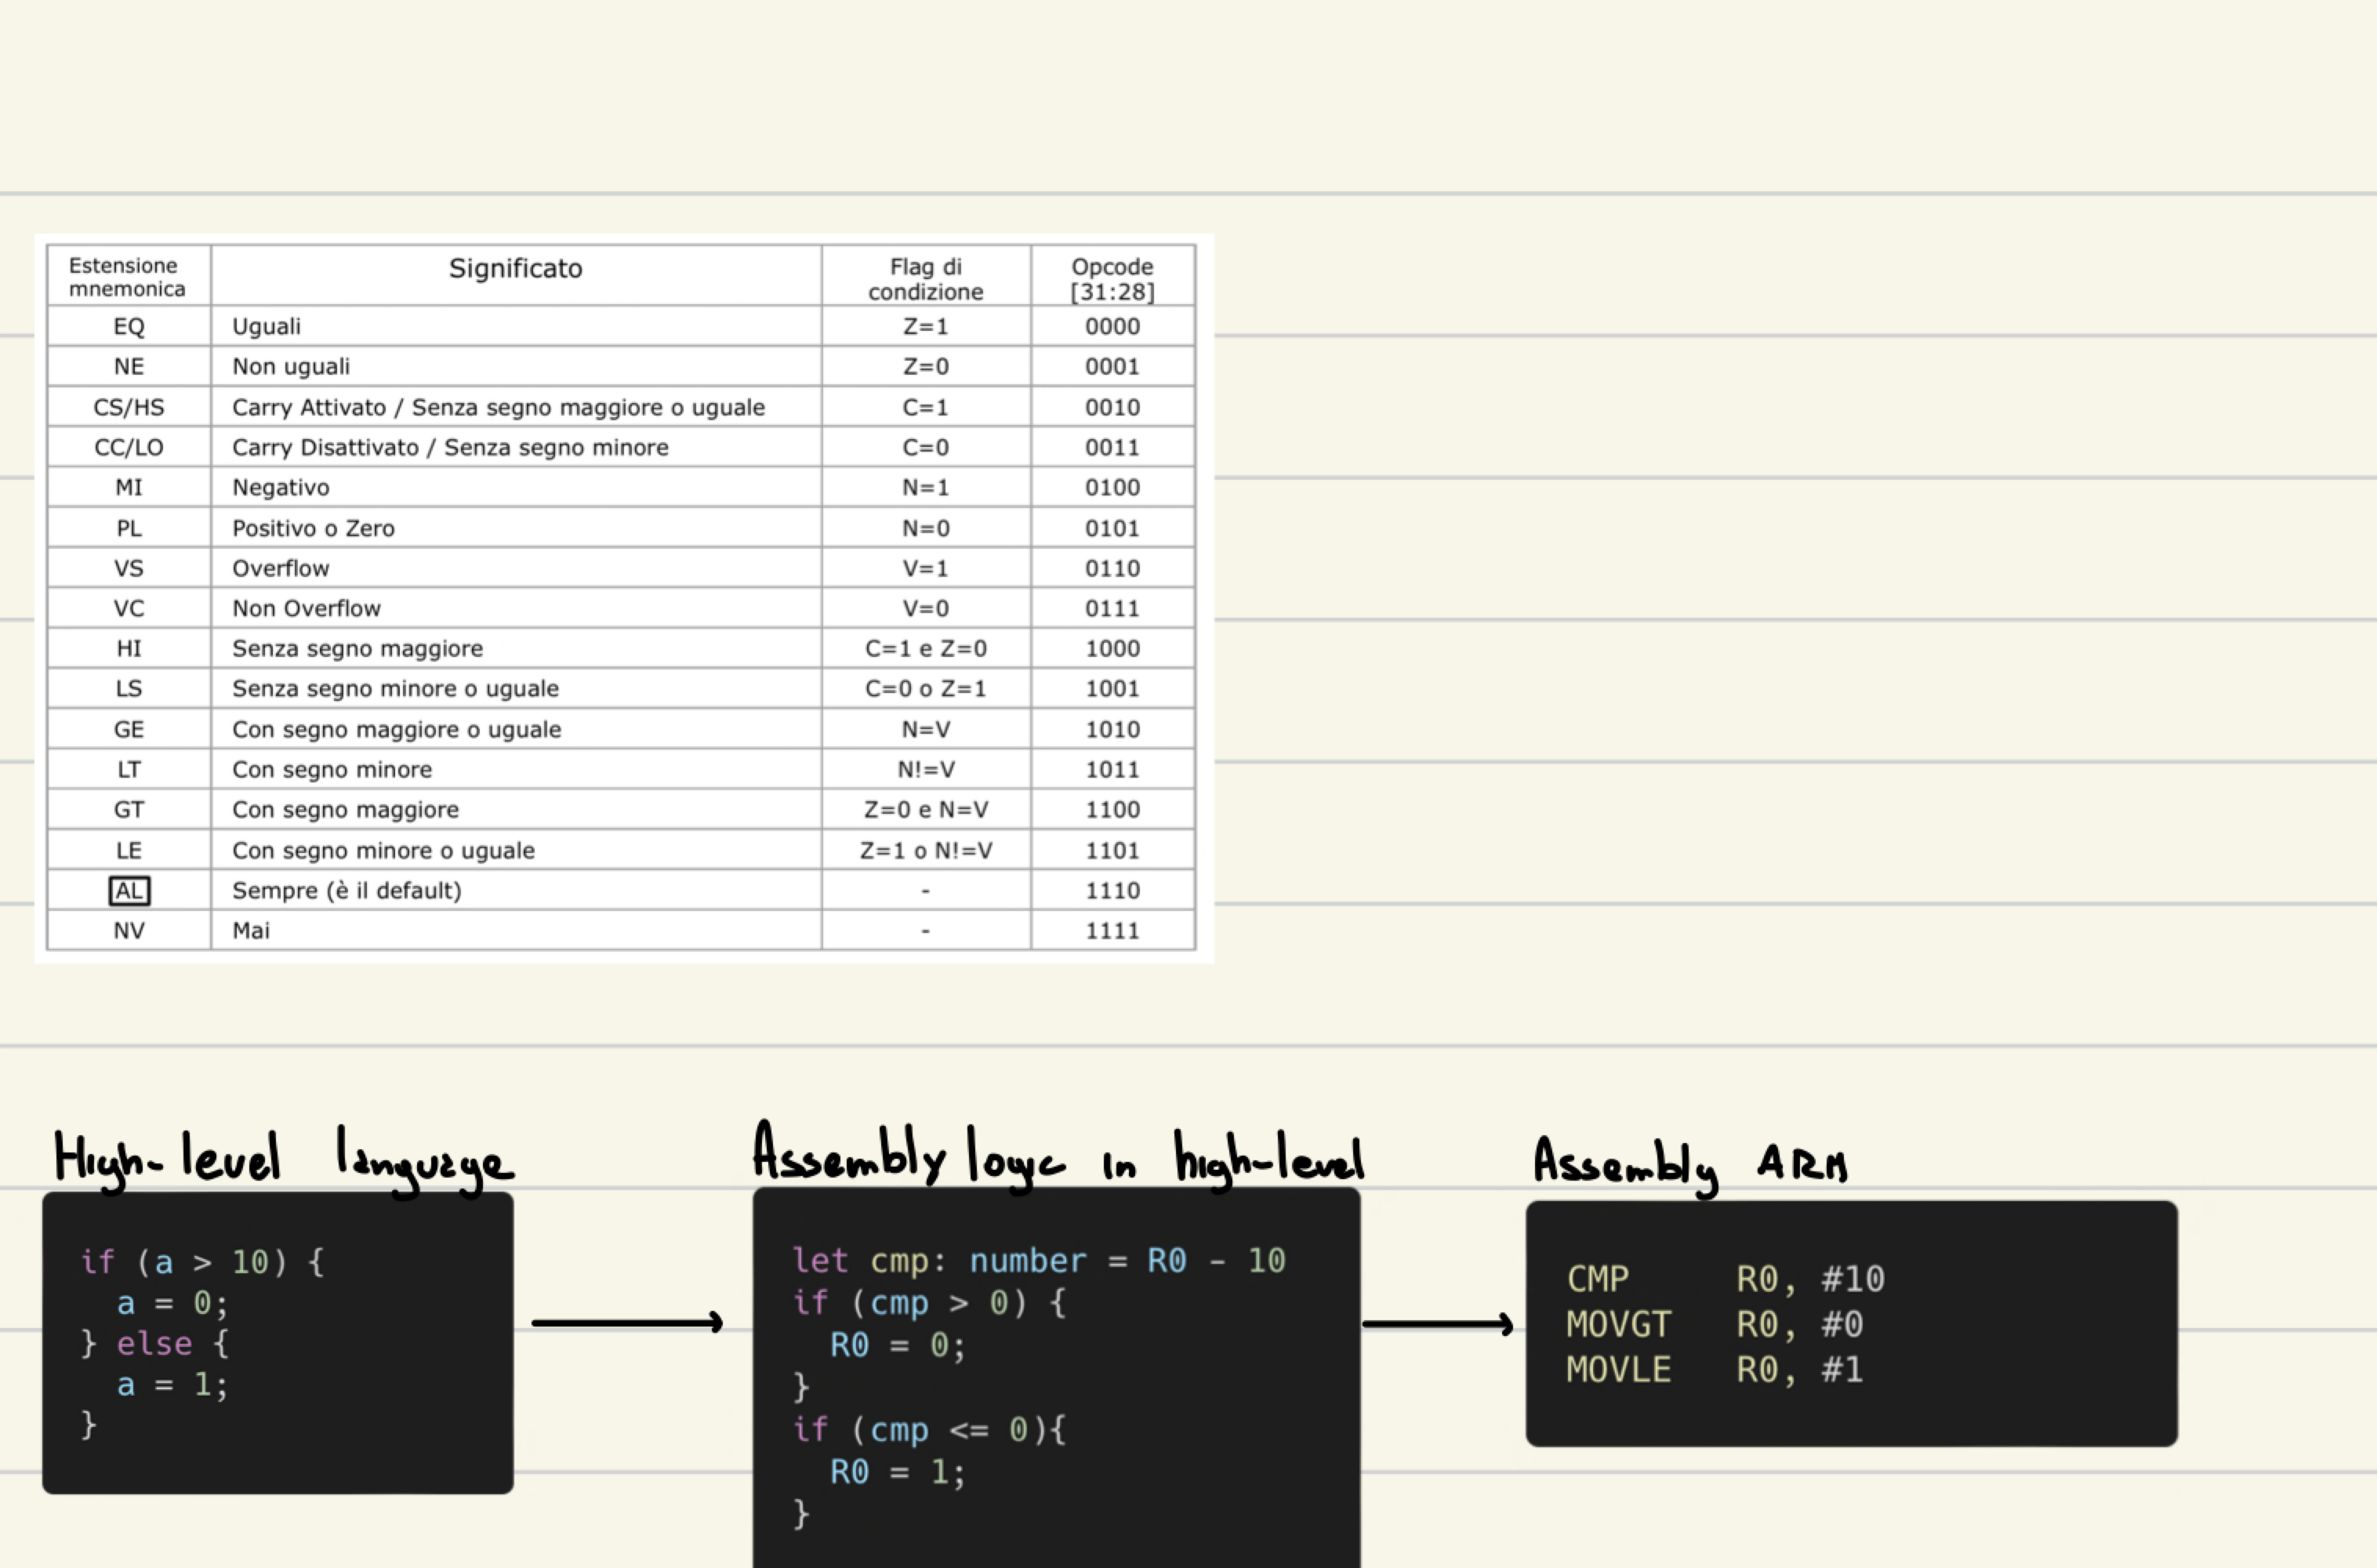 Estensione mnemonica Significato Flag di condizione Opcode [31:28]
EQ Uguali Z=1 0000
NE Non uguali Z=0 0001
CS/HS Carry Attivato / Senza segno maggiore o uguale C=1 0010
CC/LO Carry Disattivato / Senza segno minore C=0 0011
MI Negativo N=1 0100
PL Positivo o Zero N=0 0101
VS Overflow V=1 0110
VC Non Overflow V=0 0111
HI Senza segno maggiore C=1 e Z=0 1000
LS Senza segno minore o uguale C=0 o Z=1 1001
GE Con segno maggiore o uguale N=V 1010
LT Con segno minore N!=V 1011
GT Con segno maggiore Z=0 e N=V 1100
LE Con segno minore o uguale Z=1 o N!=V 1101
AL Sempre (è il default) - 1110
NV Mai - 1111
High-level language
if (a > 10) {
a = 0;
} else {
a = 1;
}
Assembly logic in high-level
let cmp: number = R0 - 10
if (cmp > 0) {
R0 = 0;
}
if (cmp <= 0){
R0 = 1;
}
Assembly ARM
CMP R0, #10
MOVGT R0, #0
MOVLE R0, #1